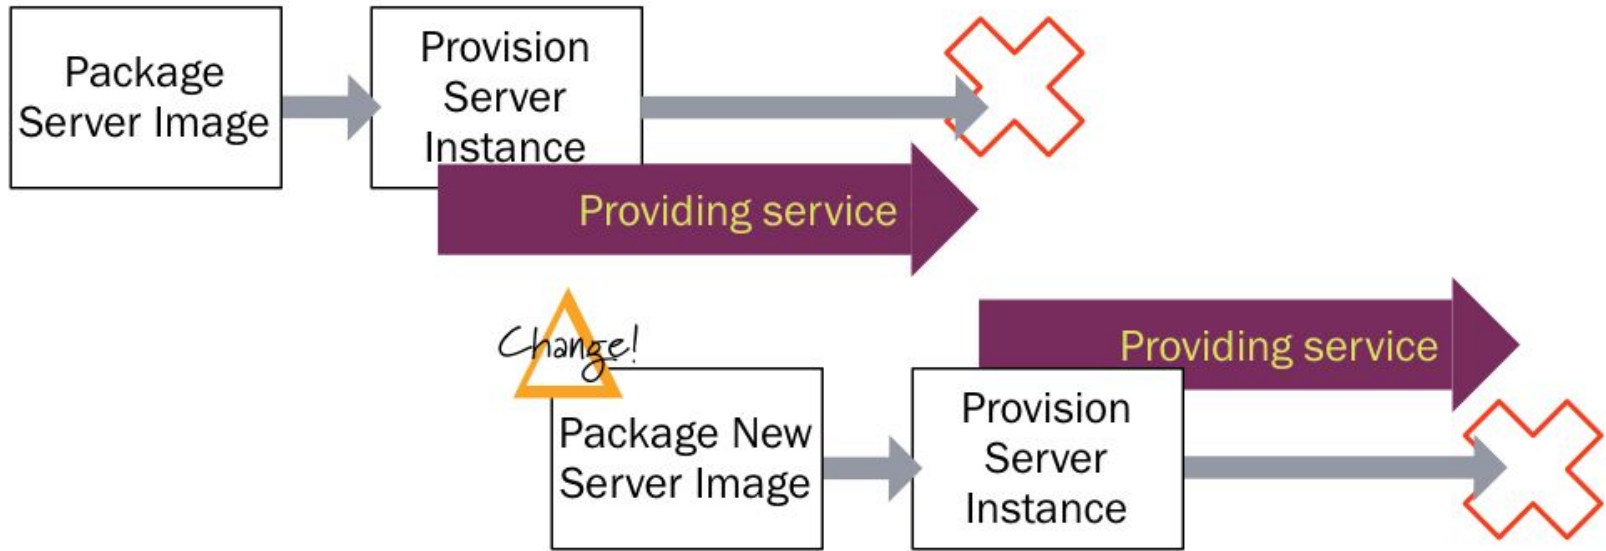 Package
Server Image
Provision
Server
Instance
Providing service
Change!
Providing service
Package New
Server Image
Provision
Server
Instance